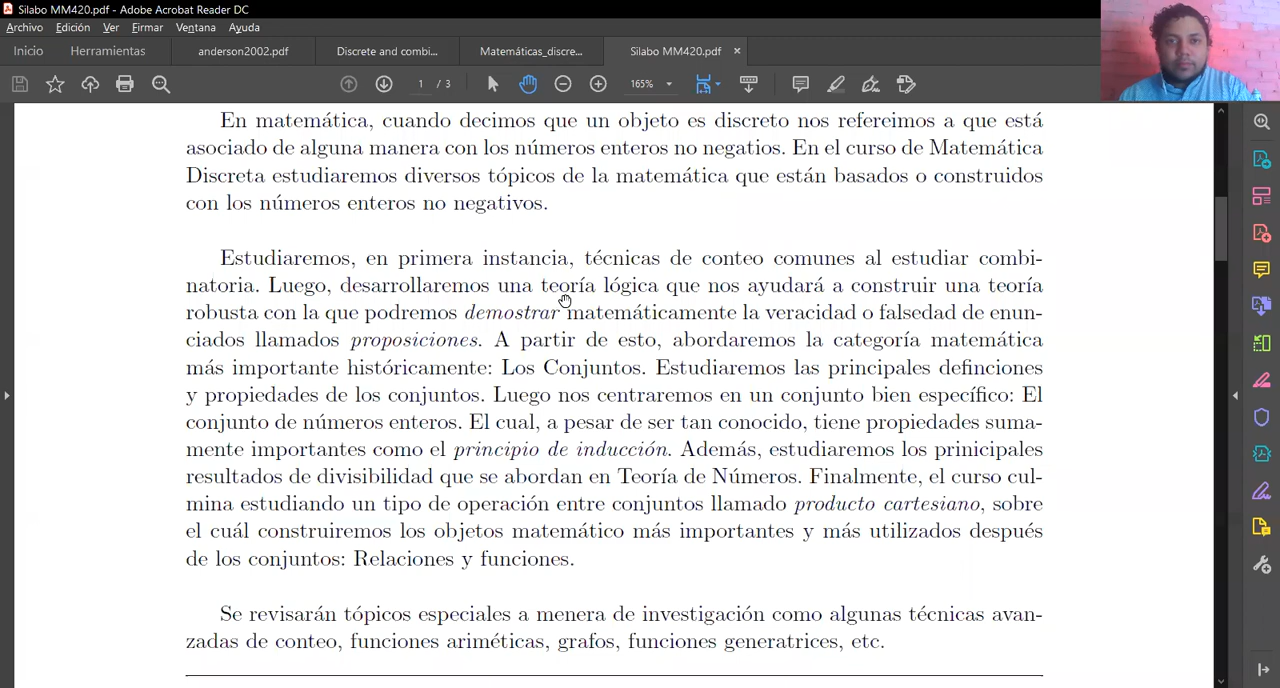 Silabo MM420.pdf - Adobe Acrobat Reader DC
Archivo Edición Ver Firmar Ventana Ayuda
Inicio Herramientas anderson2002.pdf Discrete and combi... Matemáticas_discre... Silabo MM420.pdf ×
1 / 3 165%
En matemática, cuando decimos que un objeto es discreto nos refereimos a que está
asociado de alguna manera con los números enteros no negatios. En el curso de Matemática
Discreta estudiaremos diversos tópicos de la matemática que están basados o construidos
con los números enteros no negativos.
Estudiaremos, en primera instancia, técnicas de conteo comunes al estudiar combi-
natoria. Luego, desarrollaremos una teoría lógica que nos ayudará a construir una teoría
robusta con la que podremos demostrar matemáticamente la veracidad o falsedad de enun-
ciados llamados proposiciones. A partir de esto, abordaremos la categoría matemática
más importante históricamente: Los Conjuntos. Estudiaremos las principales definciones
y propiedades de los conjuntos. Luego nos centraremos en un conjunto bien específico: El
conjunto de números enteros. El cual, a pesar de ser tan conocido, tiene propiedades suma-
mente importantes como el principio de inducción. Además, estudiaremos los prinicipales
resultados de divisibilidad que se abordan en Teoría de Números. Finalmente, el curso cul-
mina estudiando un tipo de operación entre conjuntos llamado producto cartesiano, sobre
el cuál construiremos los objetos matemático más importantes y más utilizados después
de los conjuntos: Relaciones y funciones.
Se revisarán tópicos especiales a menera de investigación como algunas técnicas avan-
zadas de conteo, funciones ariméticas, grafos, funciones generatrices, etc.